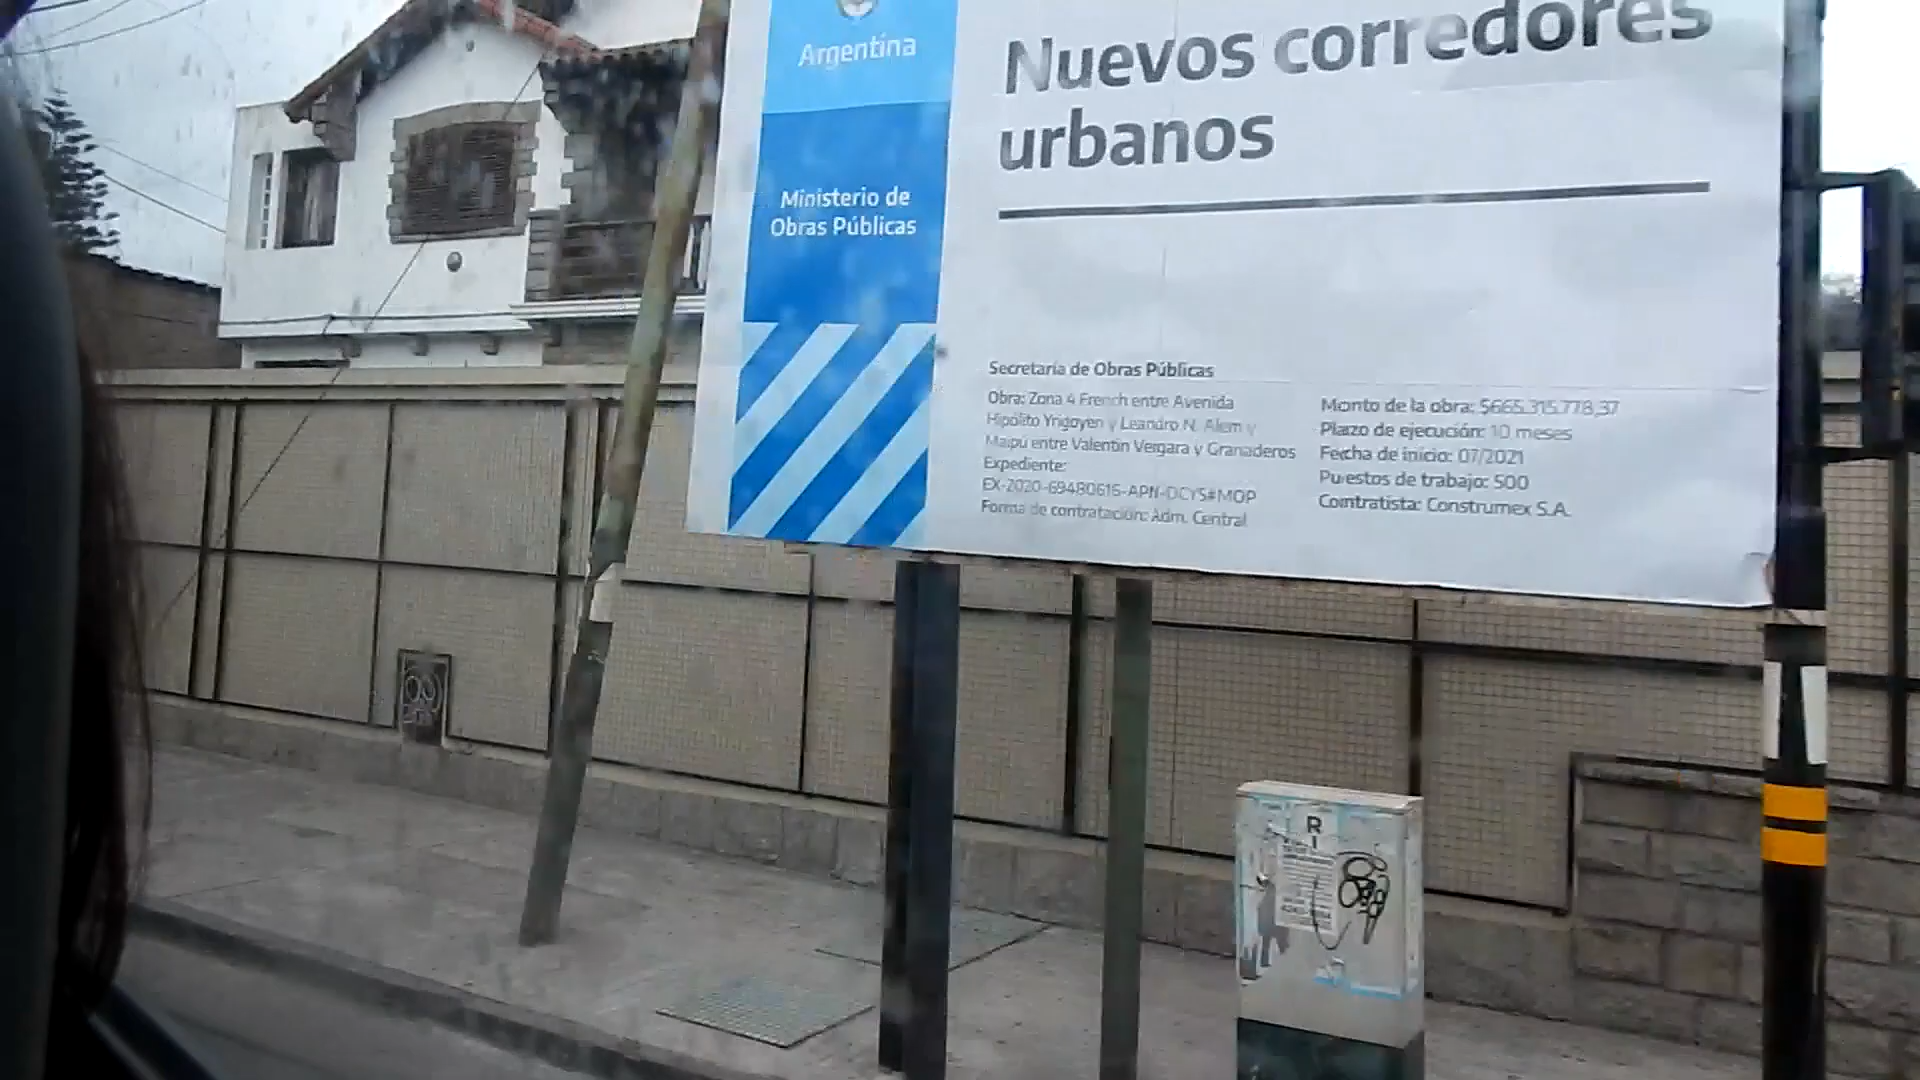 Argentina
Ministerio de
Obras Públicas
Nuevos corredores
urbanos
Secretaría de Obras Públicas
Obra: Zona 4 French entre Avenida
Hipólito Yrigoyen y Leandro N. Alem y
Maipú entre Valentín Vergara y Granaderos
Expediente:
EX-2020-69480616-APN-DCYS#MOP
Forma de contratación: Adm. Central
Monto de la obra: $665.315.778,37
Plazo de ejecución: 10 meses
Fecha de inicio: 07/2021
Puestos de trabajo: 500
Contratista: Construmex S.A.
R
I